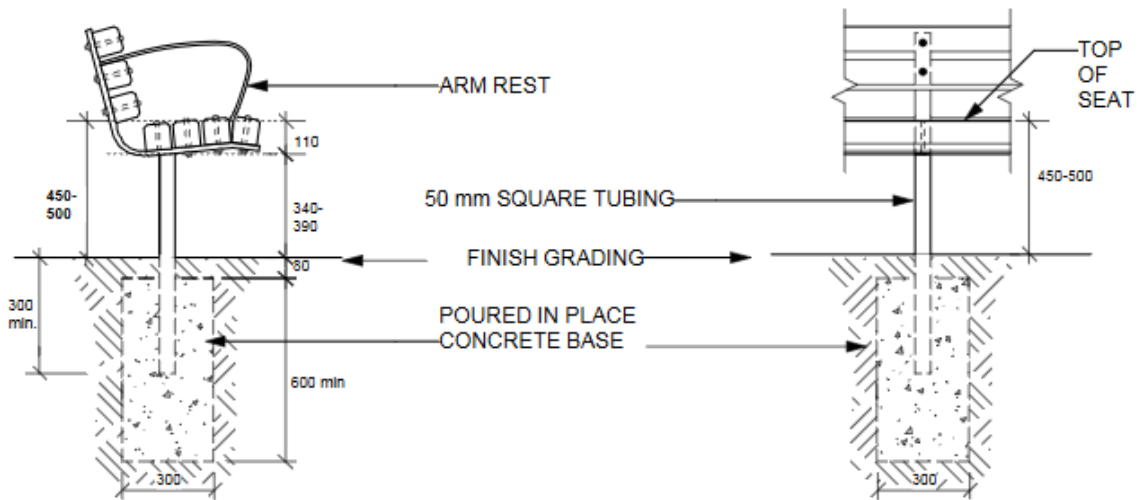 TOP
OF
SEAT
ARM REST
110
450-
500
340-
390
450-500
50 mm SQUARE TUBING
FINISH GRADING
80
300
min.
POURED IN PLACE
CONCRETE BASE
600 min
300
300